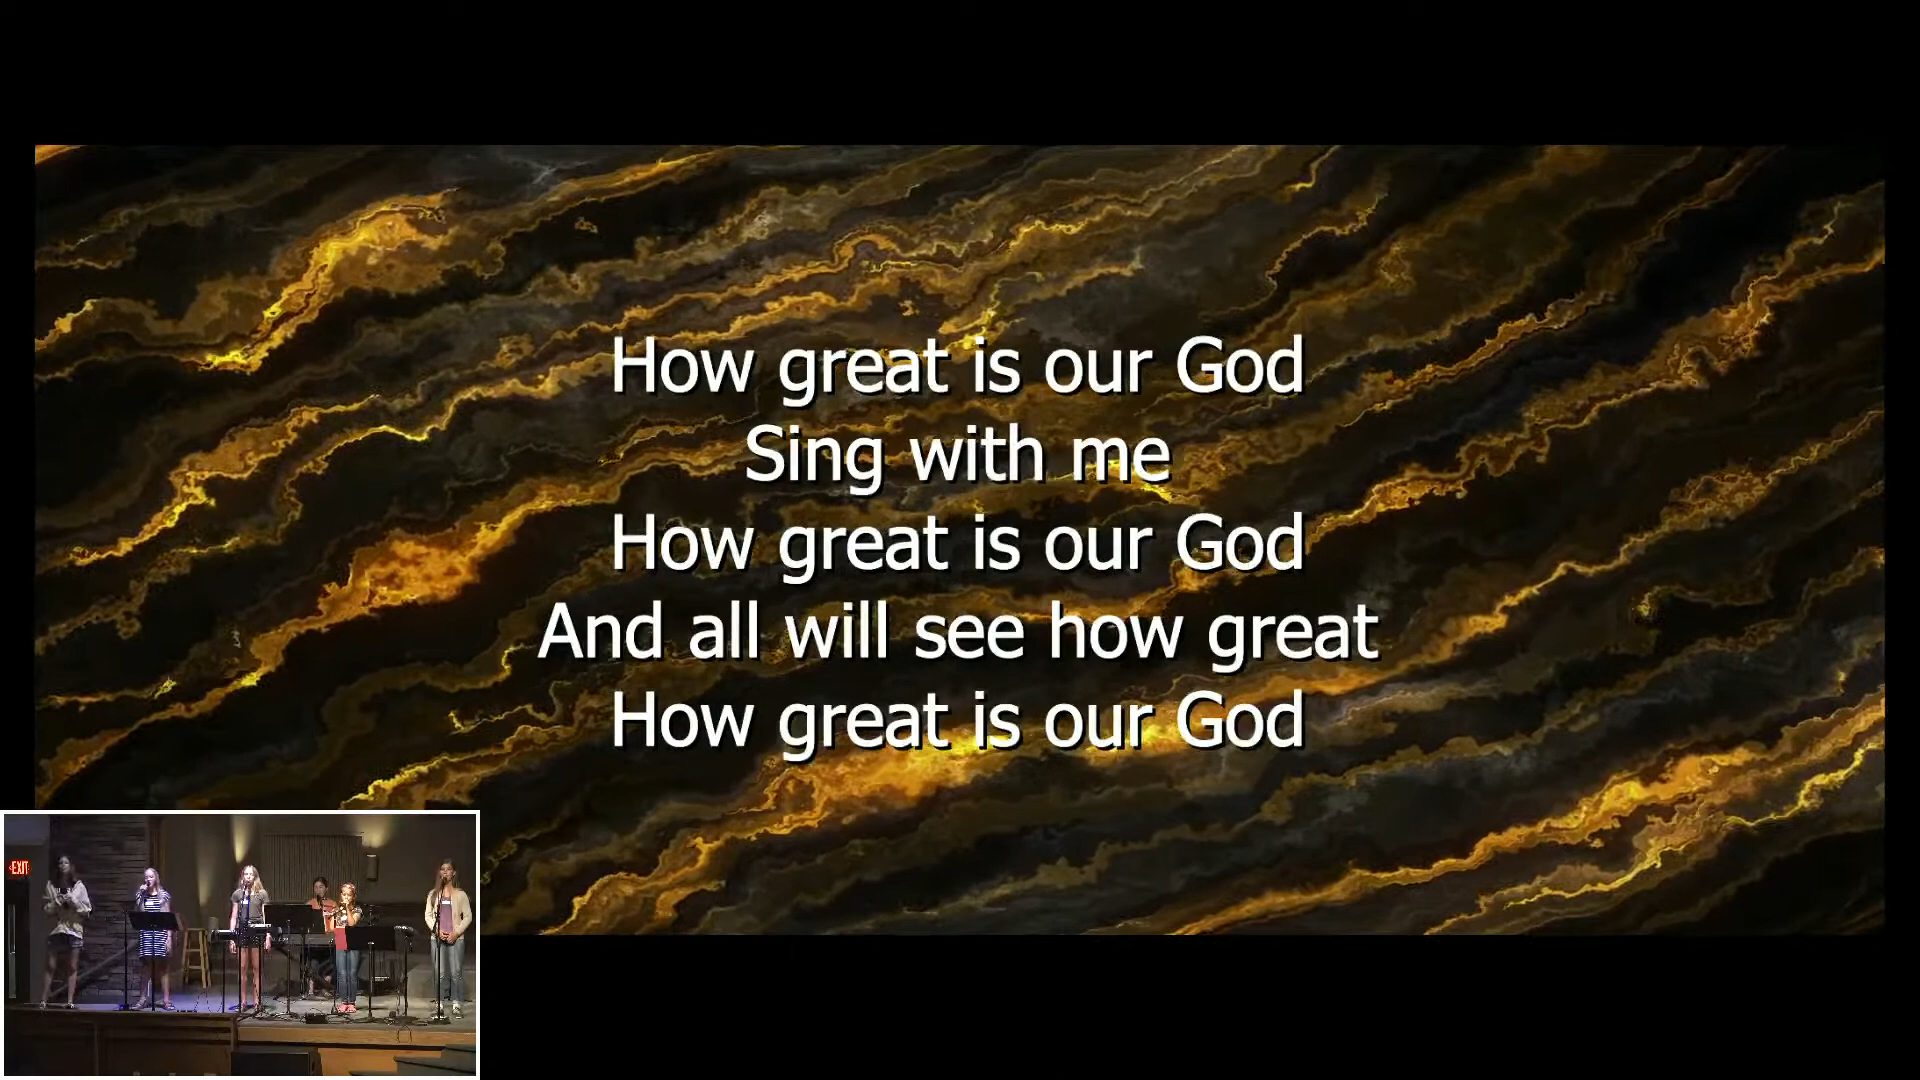 How great is our God
Sing with me
How great is our God
And all will see how great
How great is our God
EXIT